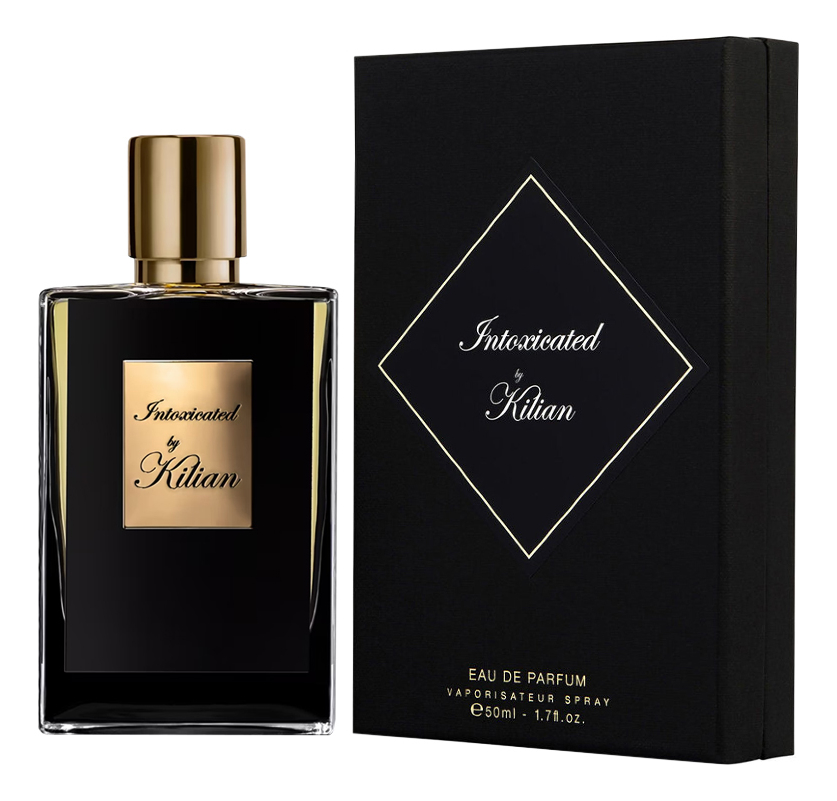 Intoxicated
by
Kilian
Intoxicated
by
Kilian
EAU DE PARFUM
VAPORISATEUR SPRAY
℮50ml - 1.7fl.oz.